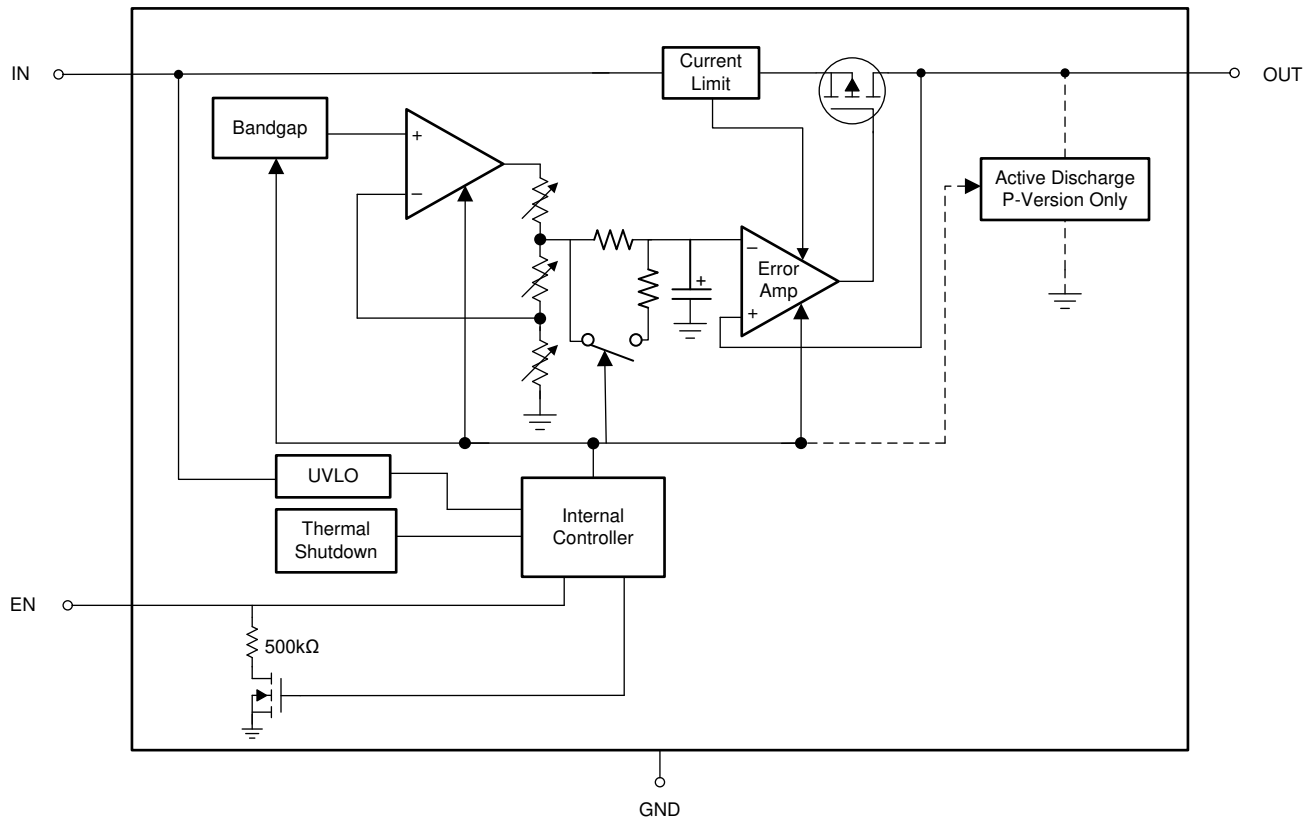 IN
Current
Limit
OUT
Bandgap
+
−
Active Discharge
P-Version Only
+
−
Error
Amp
+
UVLO
Thermal
Shutdown
Internal
Controller
EN
500kΩ
GND